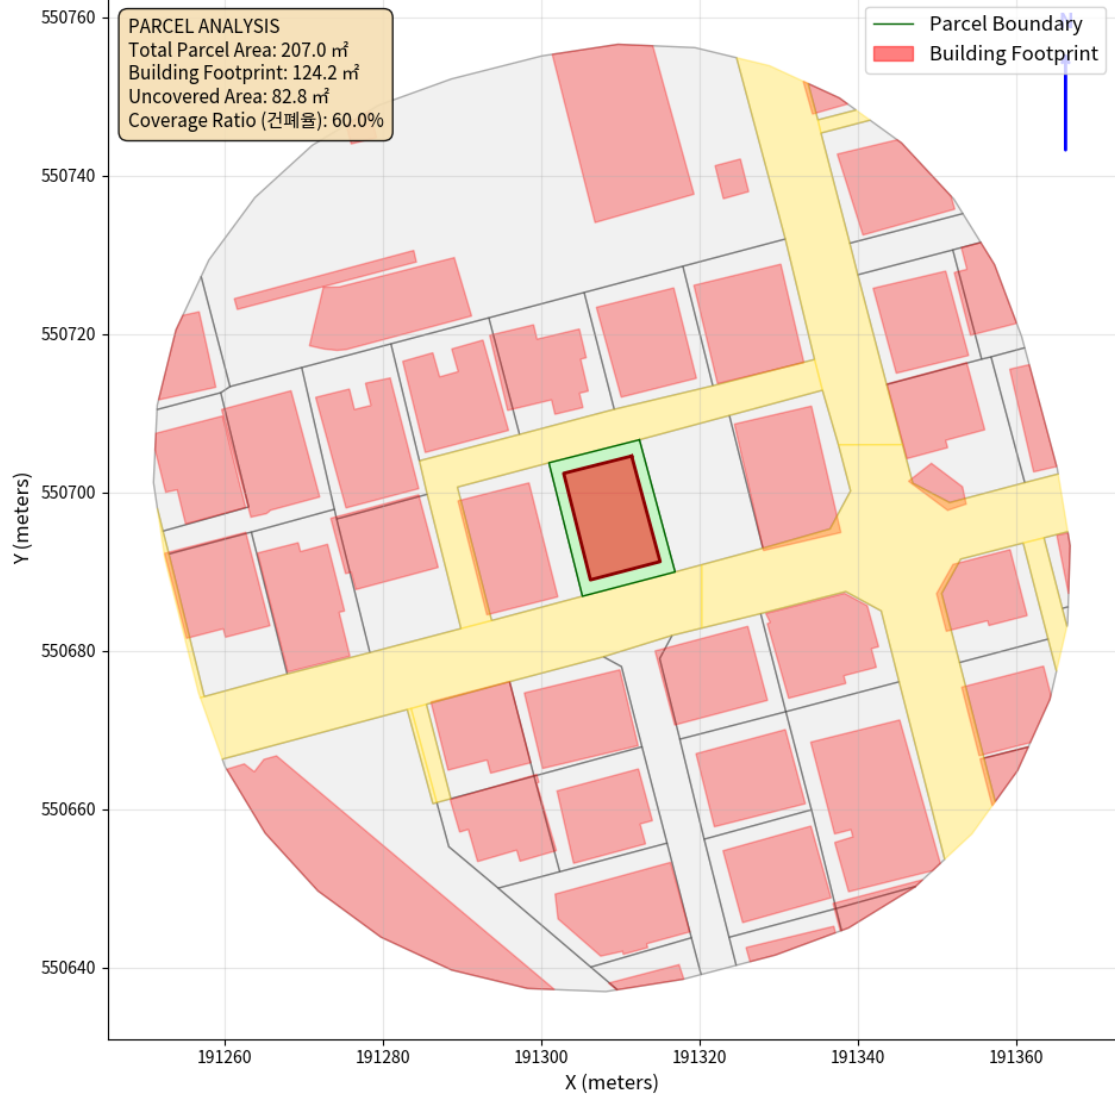 PARCEL ANALYSIS
Total Parcel Area: 207.0 ㎡
Building Footprint: 124.2 ㎡
Uncovered Area: 82.8 ㎡
Coverage Ratio (건폐율): 60.0%
Parcel Boundary
Building Footprint
N
550760
550740
550720
550700
550680
550660
550640
Y (meters)
191260
191280
191300
191320
191340
191360
X (meters)